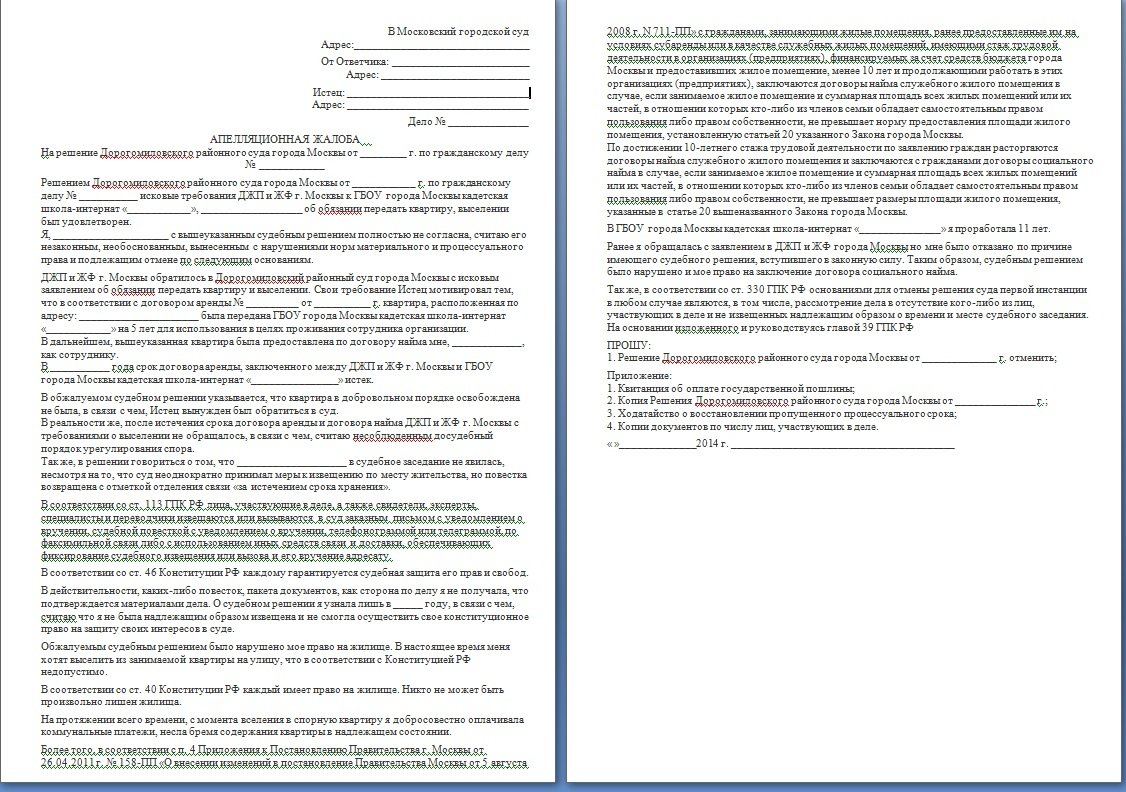 В Московский городской суд
Адрес:________________________________
От Ответчика: _________________________
Адрес: ___________________________
Истец: _________________________________
Адрес: _________________________________
Дело № _______________
АПЕЛЛЯЦИОННАЯ ЖАЛОБА
На решение Дорогомиловского районного суда города Москвы от _________ г. по гражданскому делу
№ ____________
Решением Дорогомиловского районного суда города Москвы от ____________ г. по гражданскому
делу № ___________ исковые требования ДЖП и ЖФ г. Москвы к ГБОУ города Москвы кадетская
школа-интернат «____________», ___________________ об обязании передать квартиру, выселении
был удовлетворен.
Я, ______________________ с вышеуказанным судебным решением полностью не согласна, считаю его
незаконным, необоснованным, вынесенным с нарушениями норм материального и процессуального
права и подлежащим отмене по следующим основаниям.
ДЖП и ЖФ г. Москвы обратилось в Дорогомиловский районный суд города Москвы с исковым
заявлением об обязании передать квартиру и выселении. Свои требование Истец мотивировал тем,
что в соответствии с договором аренды № __________ от ___________ г, квартира, расположенная по
адресу: ______________________ была передана ГБОУ города Москвы кадетская школа-интернат
«____________» на 5 лет для использования в целях проживания сотрудника организации.
В дальнейшем, вышеуказанная квартира была предоставлена по договору найма мне, _____________,
как сотруднику.
В ___________ года срок договора аренды, заключенного между ДЖП и ЖФ г. Москвы и ГБОУ
города Москвы кадетская школа-интернат «________________» истек.
В обжалуемом судебном решении указывается, что квартира в добровольном порядке освобождена
не была, в связи с чем, Истец вынужден был обратиться в суд.
В реальности же, после истечения срока договора аренды и договора найма ДЖП и ЖФ г. Москвы с
требованиями о выселении не обращалось, в связи с чем, считаю несоблюденным досудебный
порядок урегулирования спора.
Так же, в решении говориться о том, что ____________________ в судебное заседание не явилась,
несмотря на то, что суд неоднократно принимал меры к извещению по месту жительства, но повестка
возвращена с отметкой отделения связи «за истечением срока хранения».
В соответствии со ст. 113 ГПК РФ лица, участвующие в деле, а также свидетели, эксперты,
специалисты и переводчики извещаются или вызываются в суд заказным письмом с уведомлением о
вручении, судебной повесткой с уведомлением о вручении, телефонограммой или телеграммой, по
факсимильной связи либо с использованием иных средств связи и доставки, обеспечивающих
фиксирование судебного извещения или вызова и его вручение адресату.
В соответствии со ст. 46 Конституции РФ каждому гарантируется судебная защита его прав и свобод.
В действительности, каких-либо повесток, пакета документов, как сторона по делу я не получала, что
подтверждается материалами дела. О судебном решении я узнала лишь в ______ году, в связи с чем,
считаю что я не была надлежащим образом извещена и не смогла осуществить свое конституционное
право на защиту своих интересов в суде.
Обжалуемым судебным решением было нарушено мое право на жилище. В настоящее время меня
хотят выселить из занимаемой квартиры на улицу, что в соответствии с Конституцией РФ
недопустимо.
В соответствии со ст. 40 Конституции РФ каждый имеет право на жилище. Никто не может быть
произвольно лишен жилища.
На протяжении всего времени, с момента вселения в спорную квартиру я добросовестно оплачивала
коммунальные платежи, несла бремя содержания квартиры в надлежащем состоянии.
Более того, в соответствии с п. 4 Приложения к Постановлению Правительства г. Москвы от
26.04.2011 г. № 158-ПП «О внесении изменений в постановление Правительства Москвы от 5 августа
2008 г. N 711-ПП» с гражданами, занимающими жилые помещения, ранее предоставленные им на
условиях субаренды или в качестве служебных жилых помещений, имеющими стаж трудовой
деятельности в организациях (предприятиях), финансируемых за счет средств бюджета города
Москвы и предоставивших жилое помещение, менее 10 лет и продолжающими работать в этих
организациях (предприятиях), заключаются договоры найма служебного жилого помещения в
случае, если занимаемое жилое помещение и суммарная площадь всех жилых помещений или их
частей, в отношении которых кто-либо из членов семьи обладает самостоятельным правом
пользования либо правом собственности, не превышает норму предоставления площади жилого
помещения, установленную статьей 20 указанного Закона города Москвы.
По достижении 10-летнего стажа трудовой деятельности по заявлению граждан расторгаются
договоры найма служебного жилого помещения и заключаются с гражданами договоры социального
найма в случае, если занимаемое жилое помещение и суммарная площадь всех жилых помещений
или их частей, в отношении которых кто-либо из членов семьи обладает самостоятельным правом
пользования либо правом собственности, не превышает размеры площади жилого помещения,
указанные в статье 20 вышеназванного Закона города Москвы.
В ГБОУ города Москвы кадетская школа-интернат «_______________» я проработала 11 лет.
Ранее я обращалась с заявлением в ДЖП и ЖФ города Москвы но мне было отказано по причине
имеющего судебного решения, вступившего в законную силу. Таким образом, судебным решением
было нарушено и мое право на заключение договора социального найма.
Так же, в соответствии со ст. 330 ГПК РФ основаниями для отмены решения суда первой инстанции
в любом случае являются, в том числе, рассмотрение дела в отсутствие кого-либо из лиц,
участвующих в деле и не извещенных надлежащим образом о времени и месте судебного заседания.
На основании изложенного и руководствуясь главой 39 ГПК РФ
ПРОШУ:
1. Решение Дорогомиловского районного суда города Москвы от ______________ г. отменить;
Приложение:
1. Квитанция об оплате государственной пошлины;
2. Копия Решения Дорогомиловского районного суда города Москвы от _______________ г.;
3. Ходатайство о восстановлении пропущенного процессуального срока;
4. Копии документов по числу лиц, участвующих в деле.
« »______________2014 г. _________________________________________